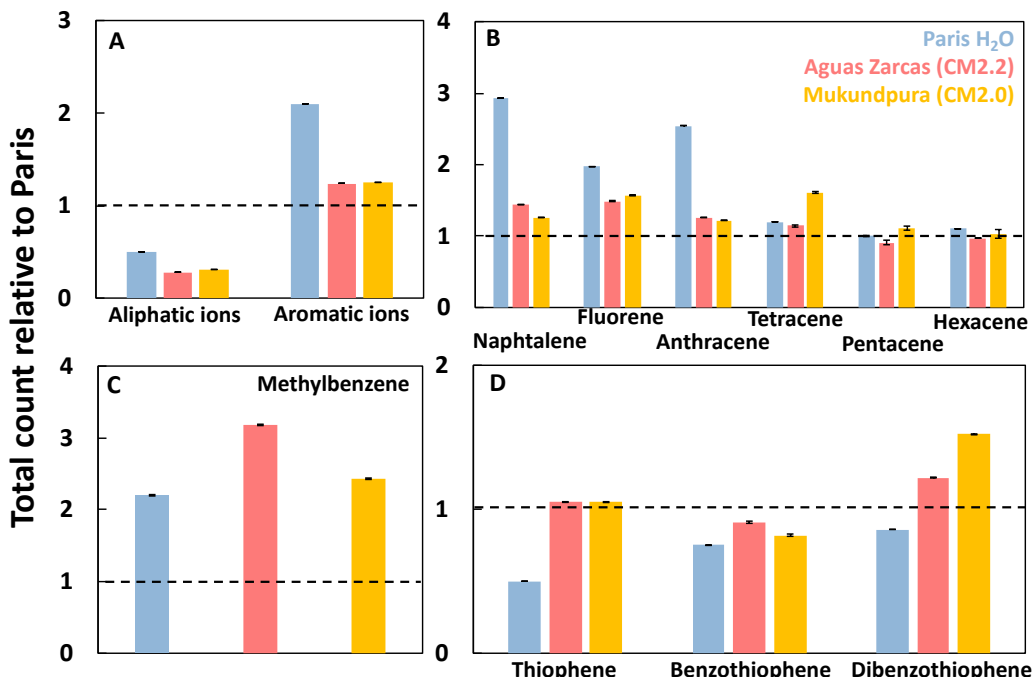 Total count relative to Paris
A
3
2
1
0
Aliphatic ions
Aromatic ions
B
Paris H₂O
Aguas Zarcas (CM2.2)
Mukundpura (CM2.0)
4
3
2
1
0
Naphtalene
Fluorene
Anthracene
Tetracene
Pentacene
Hexacene
C
Methylbenzene
4
3
2
1
0
D
2
1
0
Thiophene
Benzothiophene
Dibenzothiophene